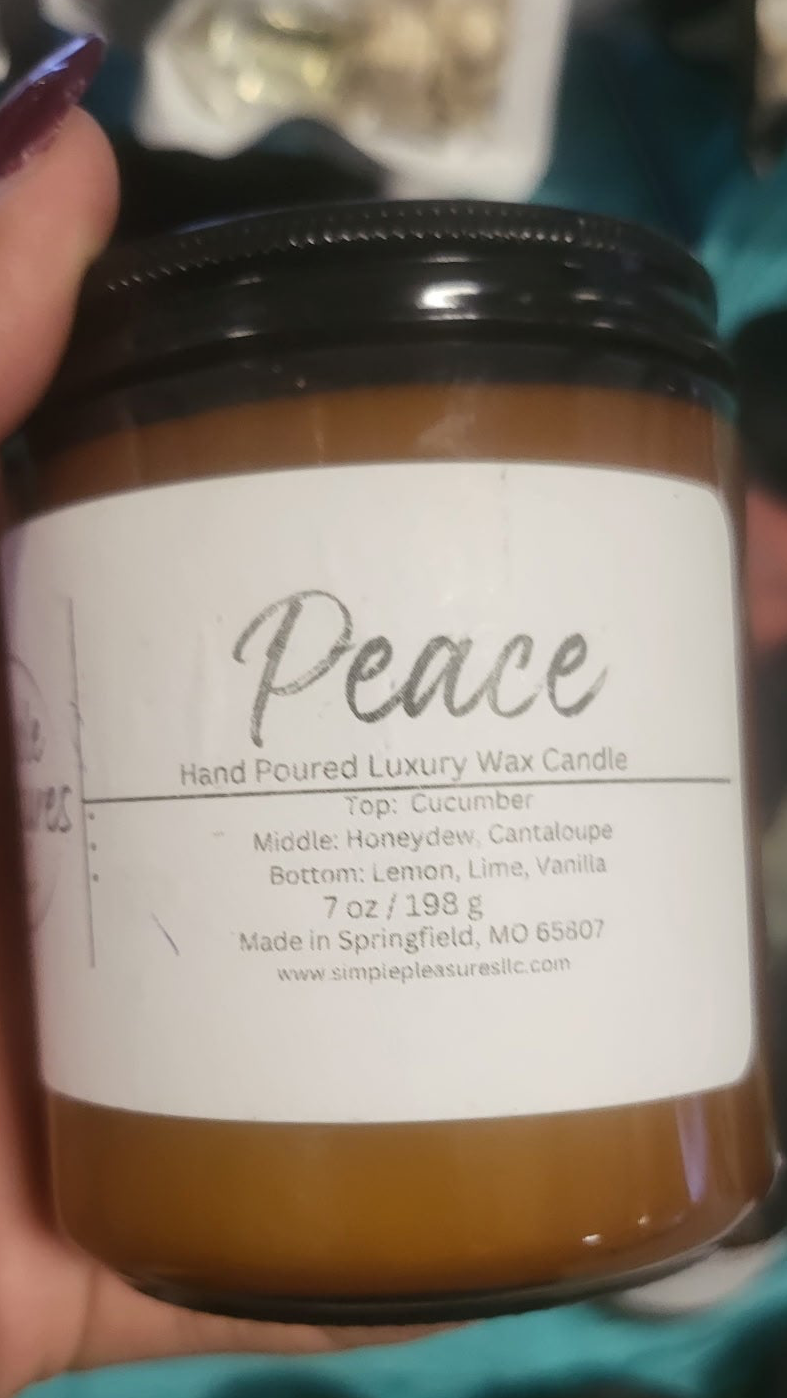 Peace
Hand Poured Luxury Wax Candle
Top: Cucumber
Middle: Honeydew, Cantaloupe
Bottom: Lemon, Lime, Vanilla
7 oz / 198 g
Made in Springfield, MO 65807
www.simplepleasuresllc.com